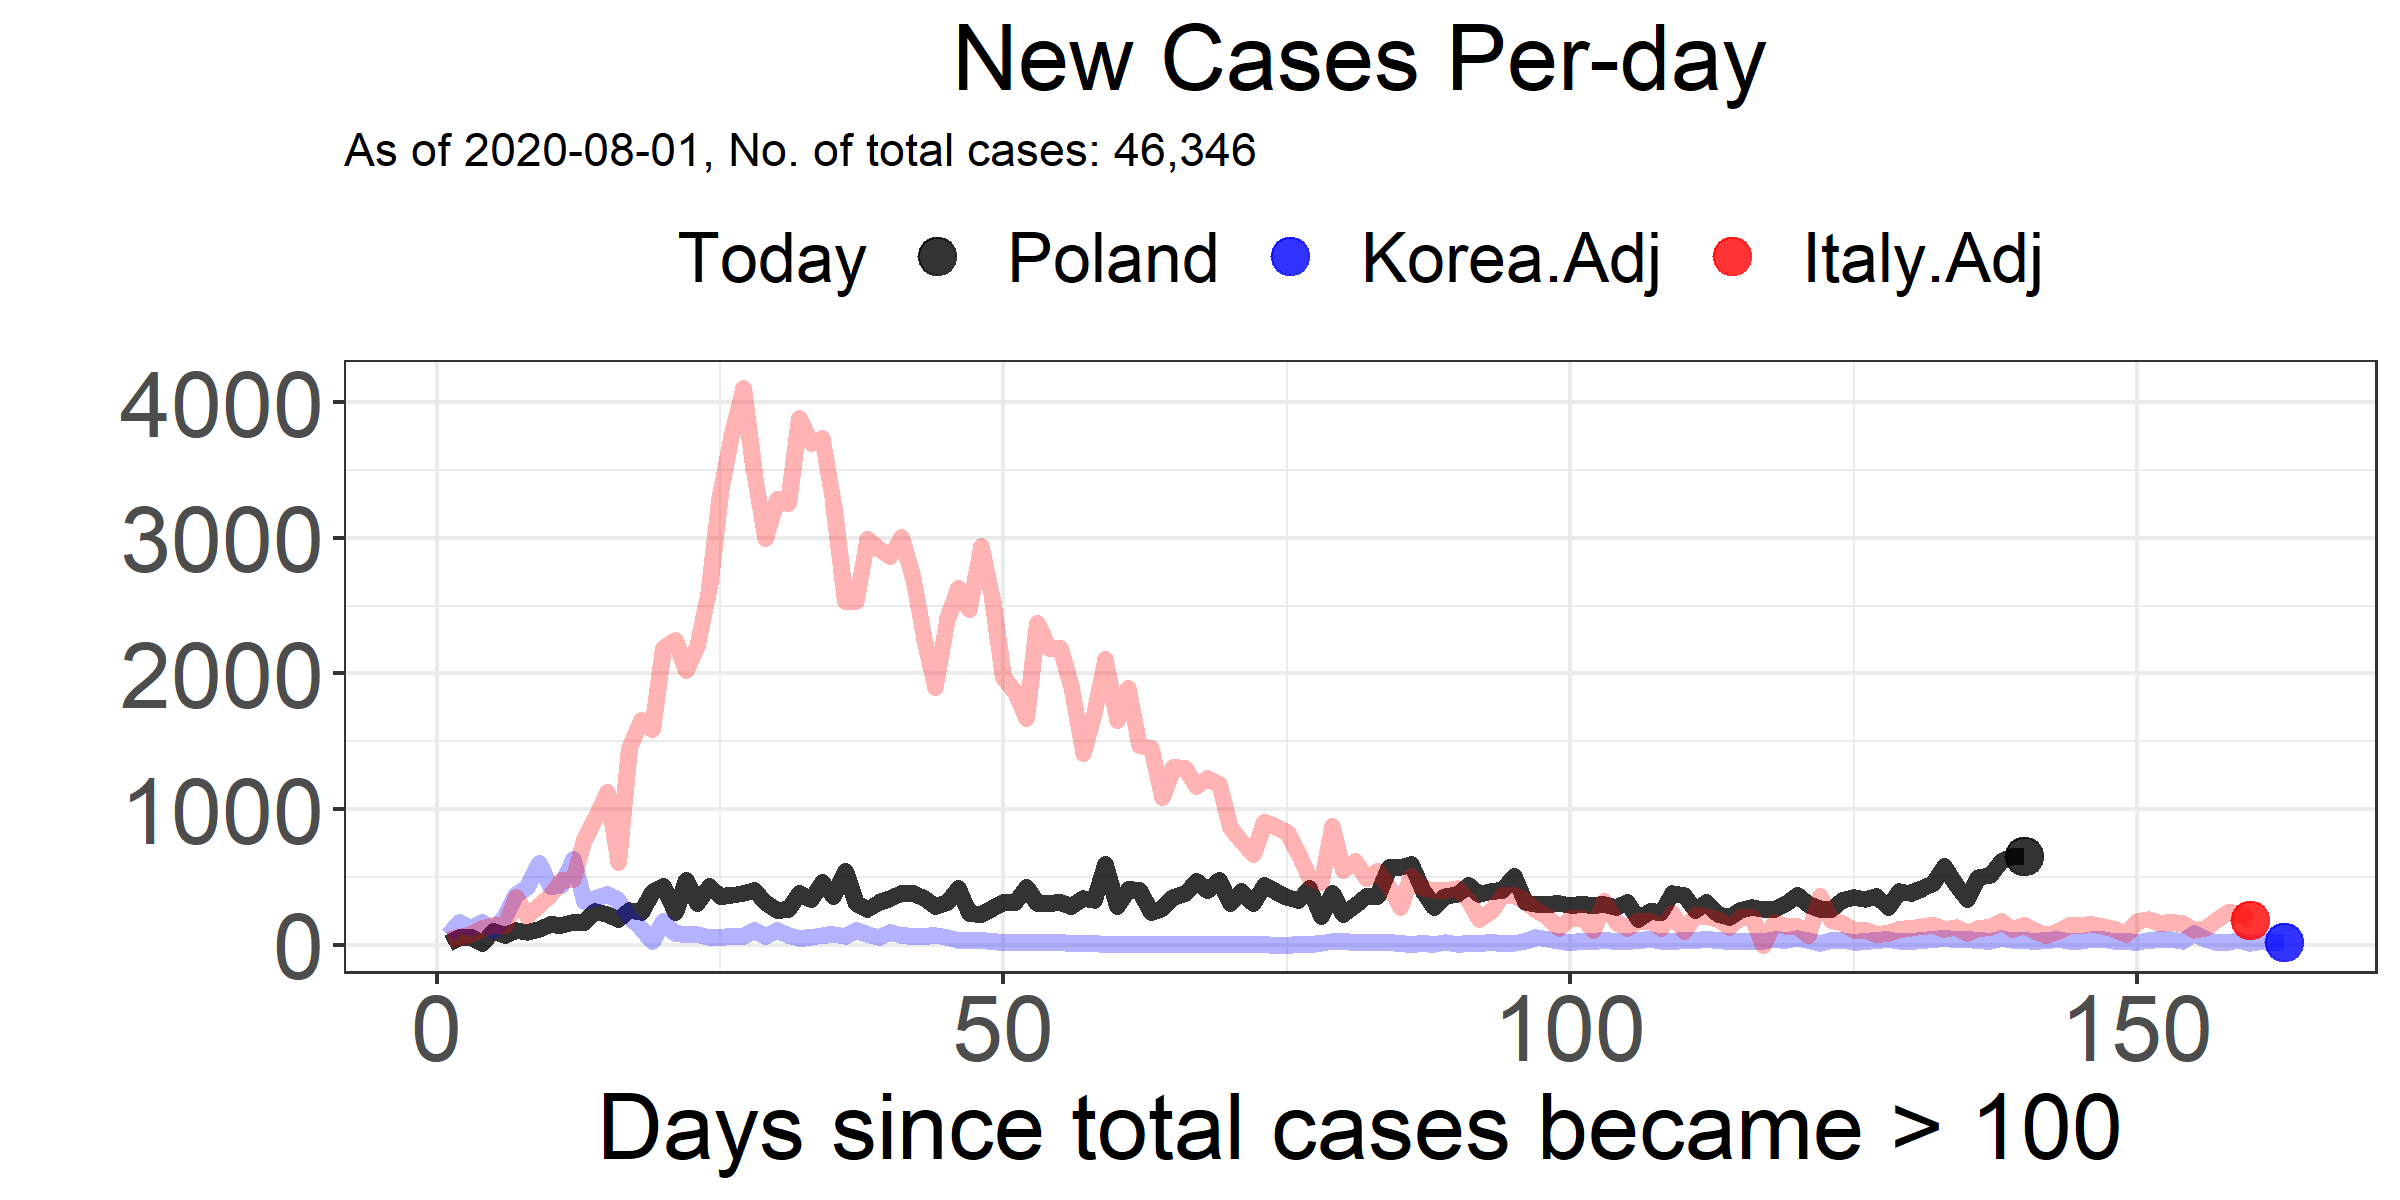 New Cases Per-day
As of 2020-08-01, No. of total cases: 46,346
Today Poland Korea.Adj Italy.Adj
4000
3000
2000
1000
0
0 50 100 150
Days since total cases became > 100